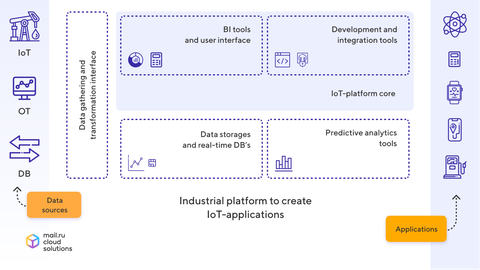 IoT
OT
DB
Data
sources
mail.ru
cloud
solutions
Data gathering and
transformation interface
BI tools
and user interface
Development and
integration tools
IoT-platform core
Data storages
and real-time DB's
Predictive analytics
tools
Industrial platform to create
IoT-applications
Applications